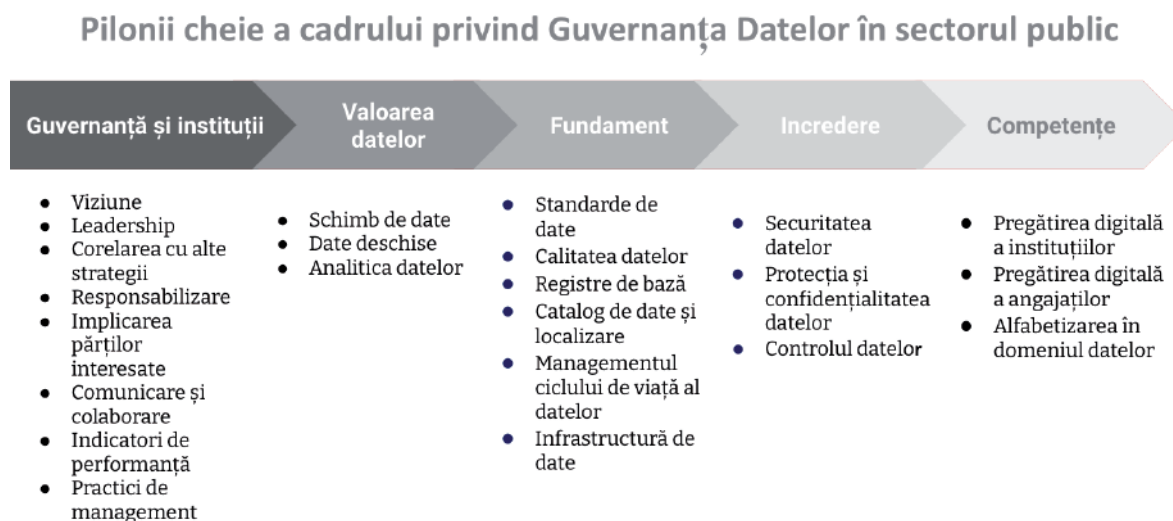 Pilonii cheie a cadrului privind Guvernanța Datelor în sectorul public
Guvernanță și instituții
Valoarea
datelor
Fundament
Incredere
Competențe
● Viziune
● Leadership
● Corelarea cu alte
strategii
● Responsabilizare
● Implicarea
părților
interesate
● Comunicare și
colaborare
● Indicatori de
performanță
● Practici de
management
● Schimb de date
● Date deschise
● Analitica datelor
● Standarde de
date
● Calitatea datelor
● Registre de bază
● Catalog de date și
localizare
● Managementul
ciclului de viață al
datelor
● Infrastructură de
date
● Securitatea
datelor
● Protecția și
confidențialitatea
datelor
● Controlul datelor
● Pregătirea digitală
a instituțiilor
● Pregătirea digitală
a angajaților
● Alfabetizarea în
domeniul datelor